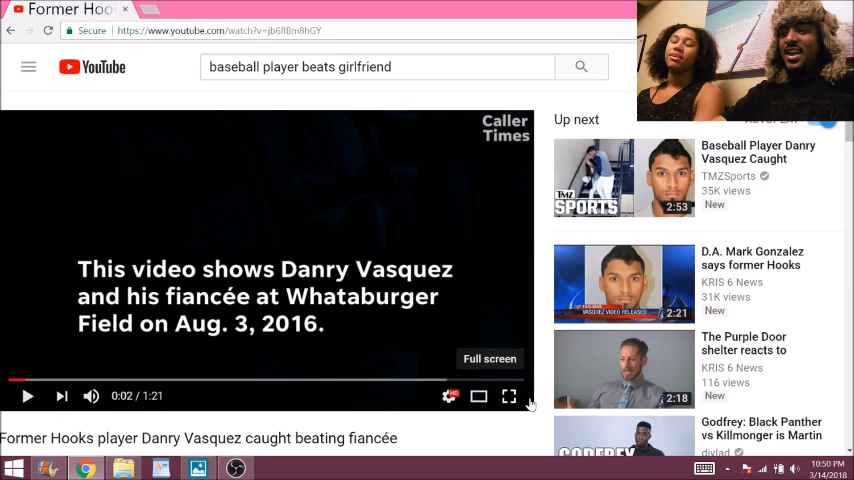 Former Hoo
Secure
https://www.youtube.com/watch?v=jb6flBm8hGY
YouTube
baseball player beats girlfriend
Caller
Times
This video shows Danry Vasquez
and his fiancée at Whataburger
Field on Aug. 3, 2016.
Full screen
HD
0:02 / 1:21
Former Hooks player Danry Vasquez caught beating fiancée
Up next
AUTOPLAY
TMZ
SPORTS
2:53
Baseball Player Danry
Vasquez Caught
TMZSports
35K views
New
VASQUEZ VIDEO RELEASED
2:21
D.A. Mark Gonzalez
says former Hooks
KRIS 6 News
31K views
New
2:18
The Purple Door
shelter reacts to
KRIS 6 News
116 views
New
GODFREY
Godfrey: Black Panther
vs Killmonger is Martin
djvlad
10:50 PM
3/14/2018